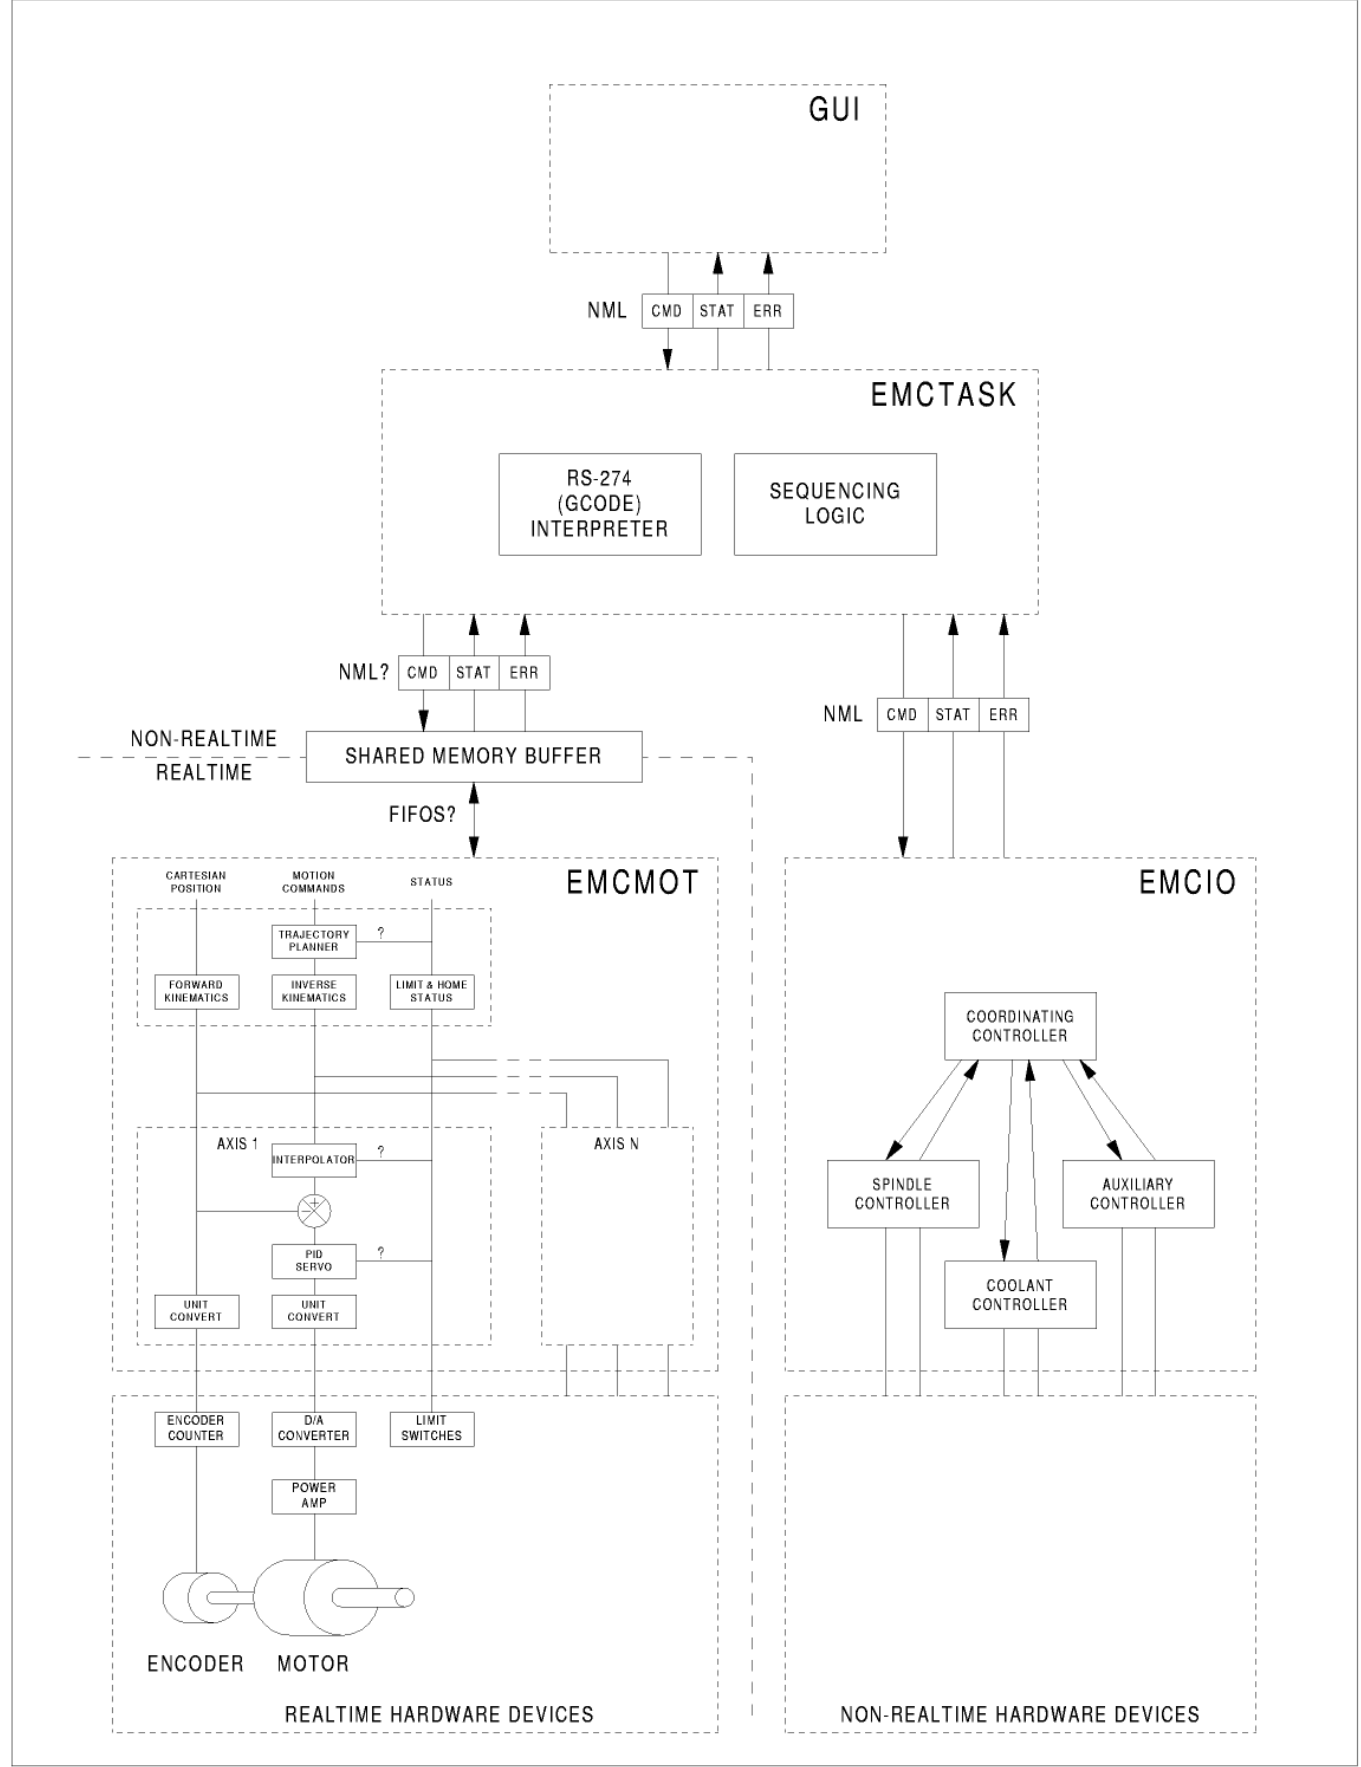 GUI
NML CMD STAT ERR
EMCTASK
RS-274
(GCODE)
INTERPRETER
SEQUENCING
LOGIC
NML? CMD STAT ERR
NML CMD STAT ERR
NON-REALTIME
REALTIME
SHARED MEMORY BUFFER
FIFOS?
EMCMOT
CARTESIAN
POSITION
MOTION
COMMANDS
STATUS
TRAJECTORY
PLANNER
?
FORWARD
KINEMATICS
INVERSE
KINEMATICS
LIMIT & HOME
STATUS
AXIS 1
INTERPOLATOR
?
+
−
PID
SERVO
?
UNIT
CONVERT
UNIT
CONVERT
AXIS N
EMCIO
COORDINATING
CONTROLLER
SPINDLE
CONTROLLER
AUXILIARY
CONTROLLER
COOLANT
CONTROLLER
ENCODER
COUNTER
D/A
CONVERTER
LIMIT
SWITCHES
POWER
AMP
ENCODER
MOTOR
REALTIME HARDWARE DEVICES
NON-REALTIME HARDWARE DEVICES